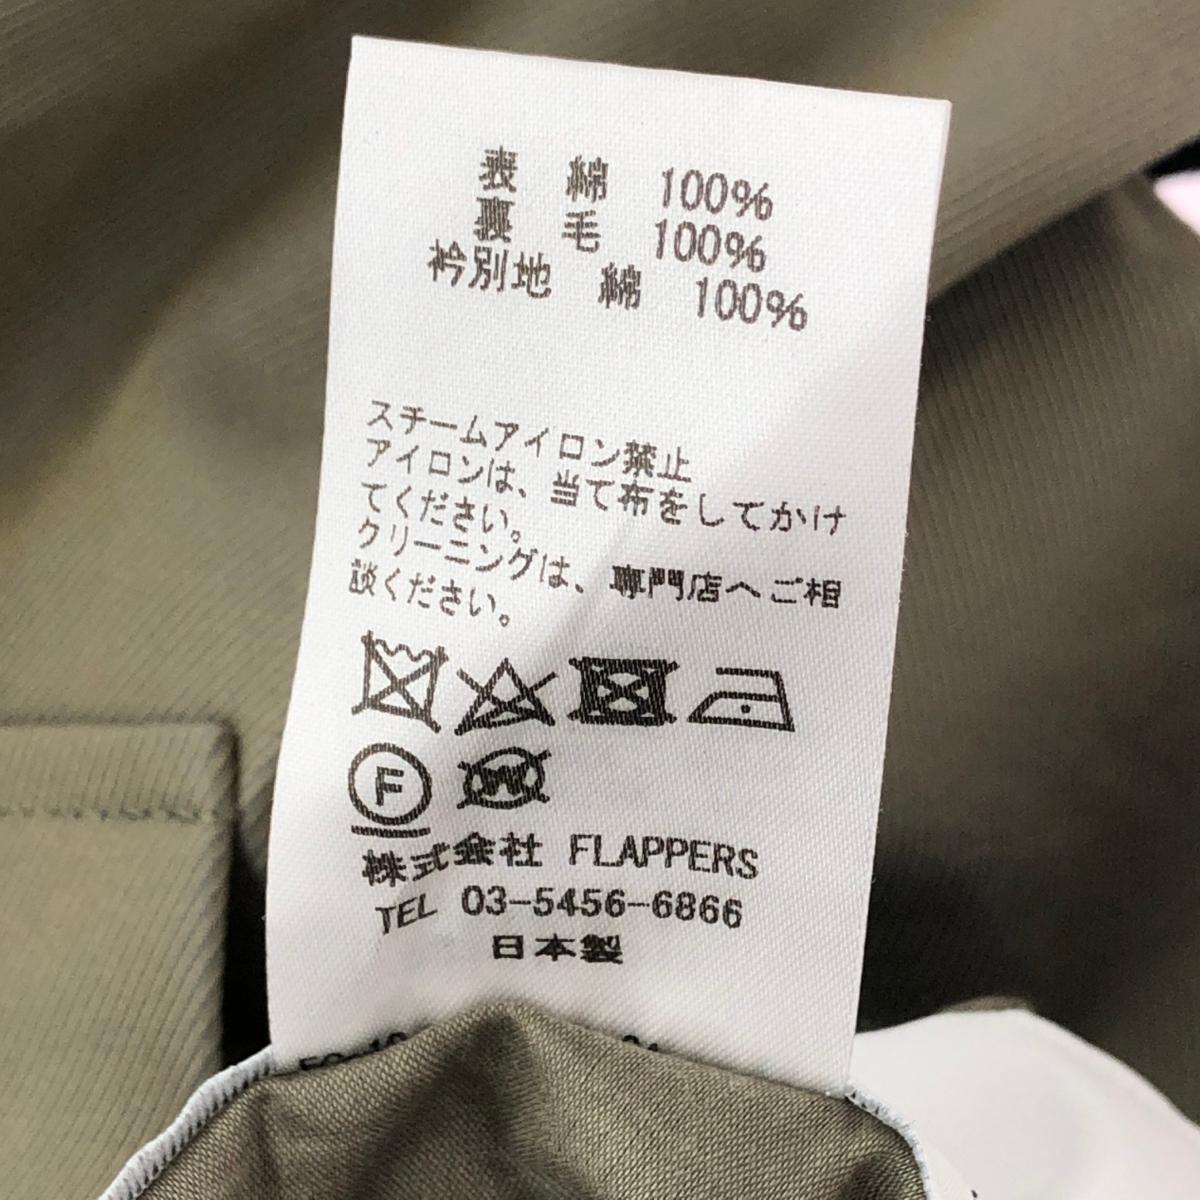 表 綿 100%
裏 毛 100%
衿別地 綿 100%
スチームアイロン禁止
アイロンは、当て布をしてかけ
てください。
クリーニングは、専門店へご相
談ください。
F W
株式会社 FLAPPERS
TEL 03-5456-6866
日本製